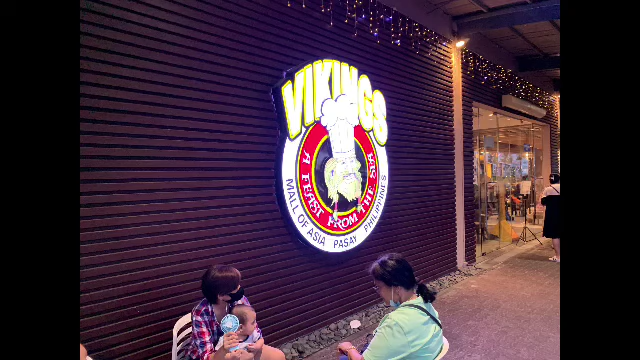 VIKINGS
A FEAST FROM THE SEA
MALL OF ASIA PASAY PHILIPPINES